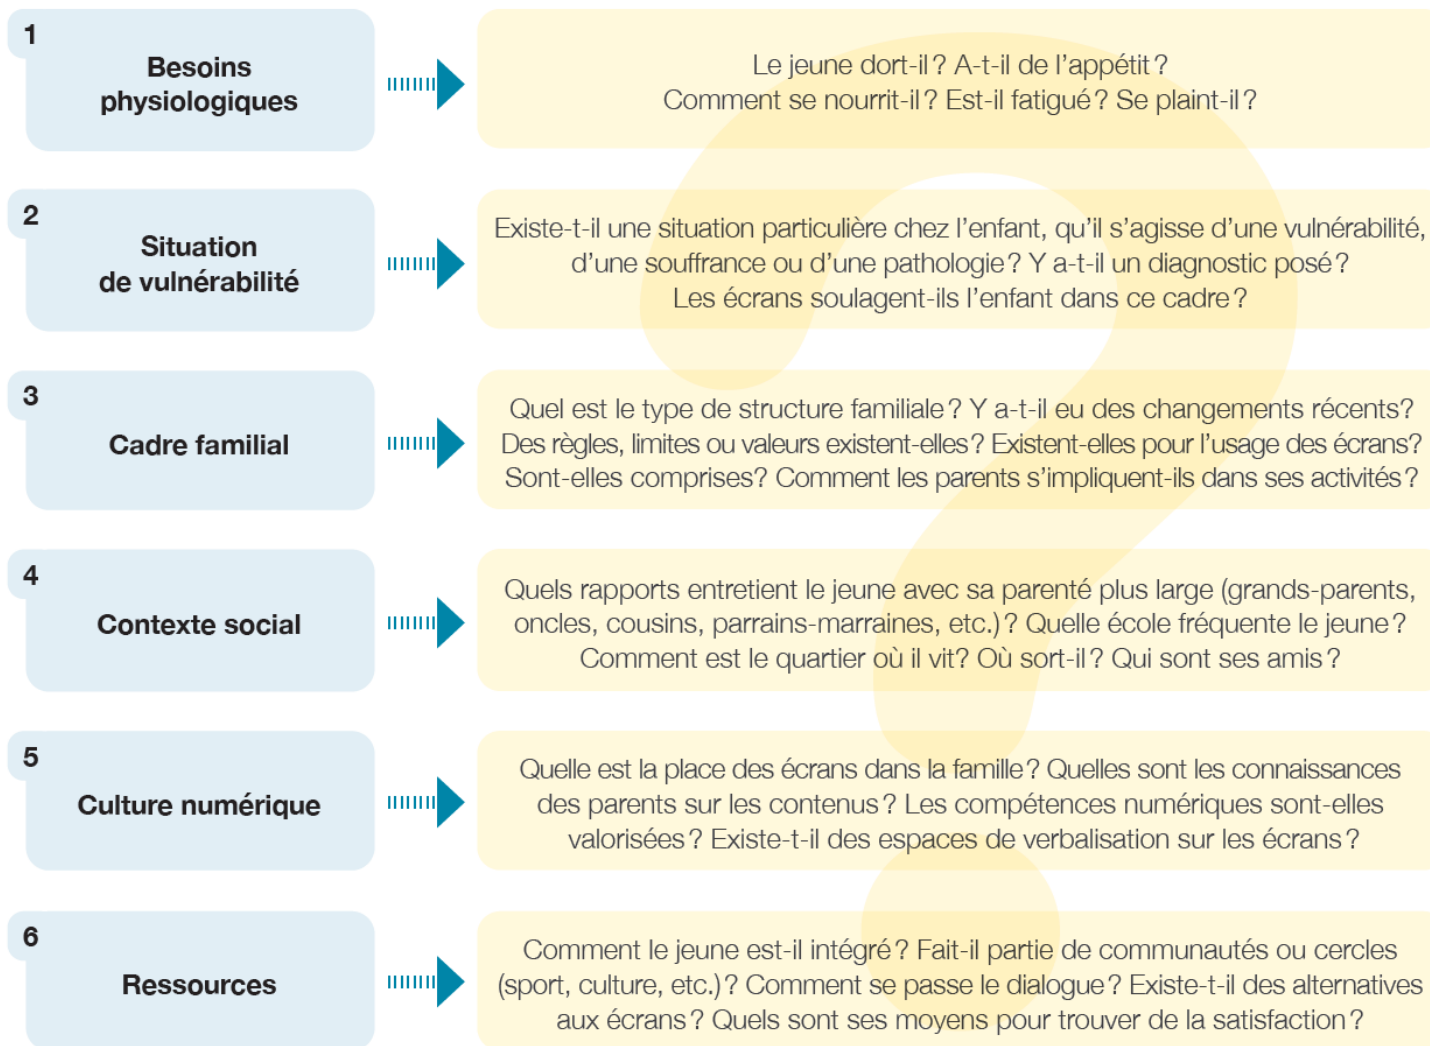 1
Besoins
physiologiques
Le jeune dort-il ? A-t-il de l’appétit ?
Comment se nourrit-il ? Est-il fatigué ? Se plaint-il ?
2
Situation
de vulnérabilité
Existe-t-il une situation particulière chez l’enfant, qu’il s’agisse d’une vulnérabilité,
d’une souffrance ou d’une pathologie ? Y a-t-il un diagnostic posé ?
Les écrans soulagent-ils l’enfant dans ce cadre ?
3
Cadre familial
Quel est le type de structure familiale ? Y a-t-il eu des changements récents?
Des règles, limites ou valeurs existent-elles? Existent-elles pour l’usage des écrans?
Sont-elles comprises? Comment les parents s’impliquent-ils dans ses activités ?
4
Contexte social
Quels rapports entretient le jeune avec sa parenté plus large (grands-parents,
oncles, cousins, parrains-marraines, etc.) ? Quelle école fréquente le jeune ?
Comment est le quartier où il vit? Où sort-il ? Qui sont ses amis ?
5
Culture numérique
Quelle est la place des écrans dans la famille ? Quelles sont les connaissances
des parents sur les contenus ? Les compétences numériques sont-elles
valorisées ? Existe-t-il des espaces de verbalisation sur les écrans ?
6
Ressources
Comment le jeune est-il intégré ? Fait-il partie de communautés ou cercles
(sport, culture, etc.) ? Comment se passe le dialogue ? Existe-t-il des alternatives
aux écrans ? Quels sont ses moyens pour trouver de la satisfaction ?